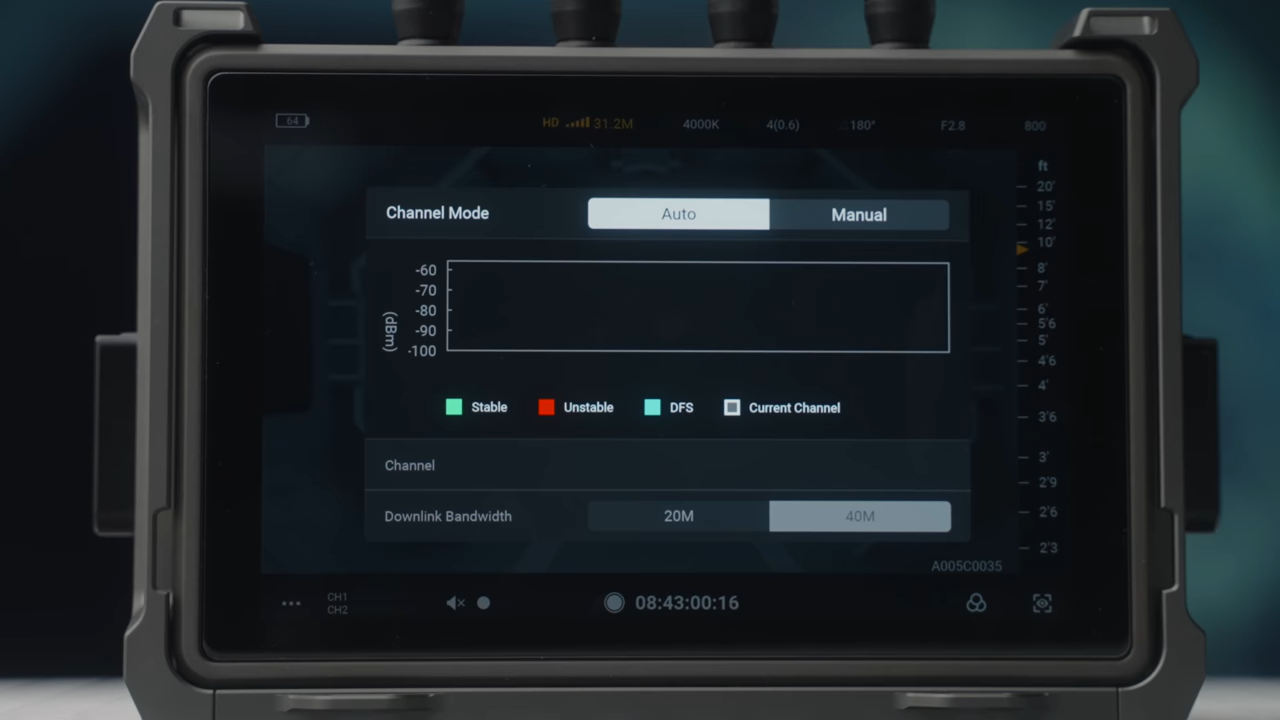 64
HD 31.2M 4000K 4(0.6) 180° F2.8 800
ft
20'
15'
12'
10'
8'
7'
6'
5'6
5'
4'6
4'
3'6
3'
2'9
2'6
2'3
Channel Mode Auto Manual
(dBm)
-60
-70
-80
-90
-100
Stable Unstable DFS Current Channel
Channel
Downlink Bandwidth 20M 40M
A005C0035
CH1
CH2
08:43:00:16